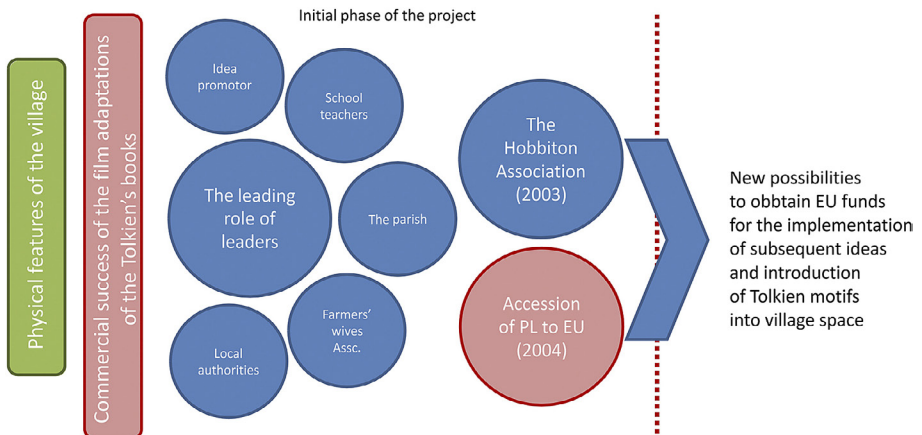 Initial phase of the project
Physical features of the village
Commercial success of the film adaptations
of the Tolkien's books
Idea
promotor
School
teachers
The leading
role of
leaders
The parish
Farmers'
wives
Assc.
Local
authorities
The
Hobbiton
Association
(2003)
Accession
of PL to EU
(2004)
New possibilities
to obbtain EU funds
for the implementation
of subsequent ideas
and introduction
of Tolkien motifs
into village space